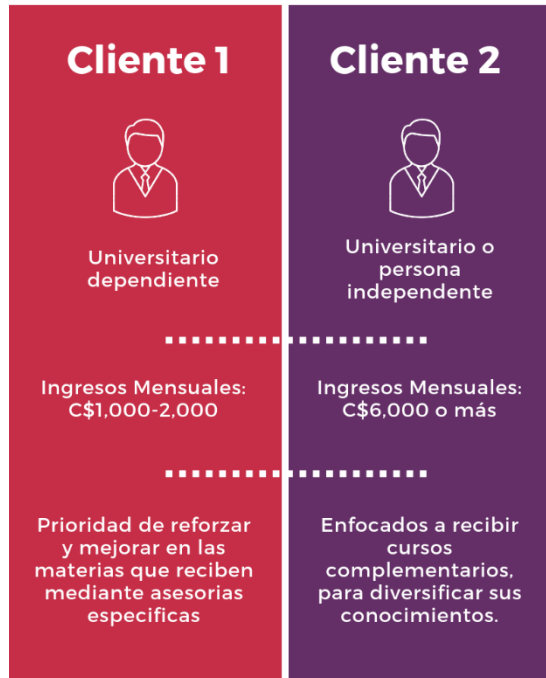 Cliente 1
Universitario
dependiente
Ingresos Mensuales:
C$1,000-2,000
Prioridad de reforzar
y mejorar en las
materias que reciben
mediante asesorias
especificas
Cliente 2
Universitario o
persona
independente
Ingresos Mensuales:
C$6,000 o más
Enfocados a recibir
cursos
complementarios,
para diversificar sus
conocimientos.